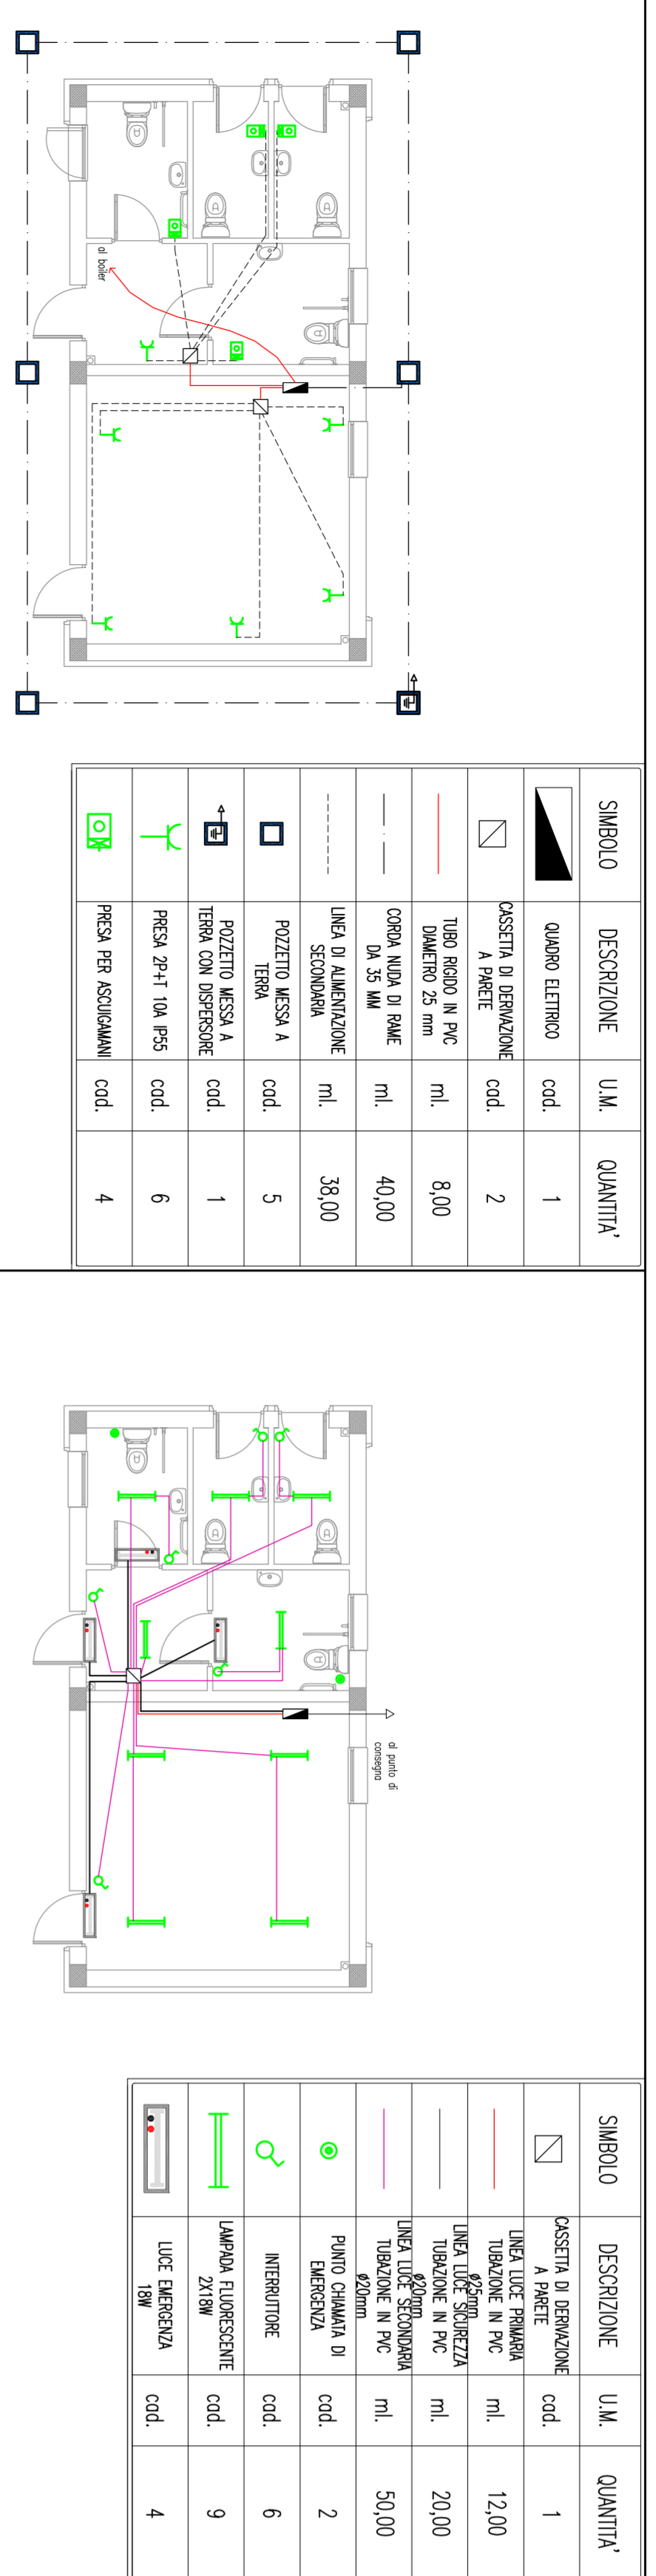 al boiler
SIMBOLO DESCRIZIONE U.M. QUANTITA'
QUADRO ELETTRICO cad. 1
CASSETTA DI DERIVAZIONE
A PARETE cad. 2
TUBO RIGIDO IN PVC
DIAMETRO 25 mm ml. 8,00
CORDA NUDA DI RAME
DA 35 MM ml. 40,00
LINEA DI ALIMENTAZIONE
SECONDARIA ml. 38,00
POZZETTO MESSA A
TERRA cad. 5
POZZETTO MESSA A
TERRA CON DISPERSORE cad. 1
PRESA 2P+T 10A IP55 cad. 6
PRESA PER ASCUIGAMANI cad. 4
al punto di
consegna
SIMBOLO DESCRIZIONE U.M. QUANTITA'
CASSETTA DI DERIVAZIONE
A PARETE cad. 1
LINEA LUCE PRIMARIA
TUBAZIONE IN PVC
ø25mm ml. 12,00
LINEA LUCE SICUREZZA
TUBAZIONE IN PVC
ø20mm ml. 20,00
LINEA LUCE SECONDARIA
TUBAZIONE IN PVC
ø20mm ml. 50,00
PUNTO CHIAMATA DI
EMERGENZA cad. 2
INTERRUTTORE cad. 6
LAMPADA FLUORESCENTE
2X18W cad. 9
LUCE EMERGENZA
18W cad. 4